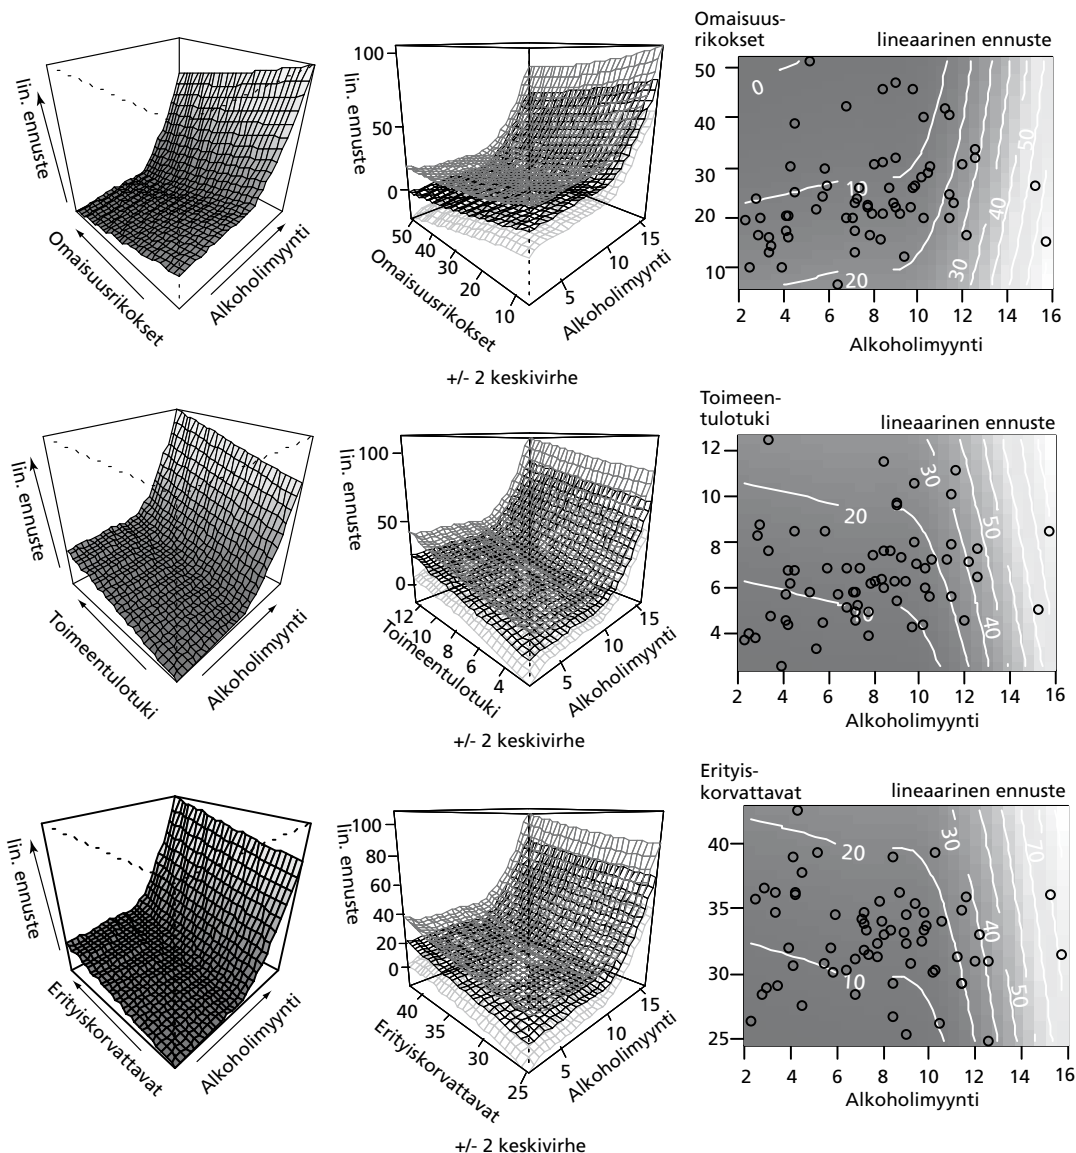 lin. ennuste
Omaisuusrikokset
Alkoholimyynti
100
50
0
lin. ennuste
50
40
30
20
10
Omaisuusrikokset
5
10
15
Alkoholimyynti
+/- 2 keskivirhe
Omaisuus-
rikokset
lineaarinen ennuste
50
40
30
20
10
0
10
20
30
40
50
2 4 6 8 10 12 14 16
Alkoholimyynti
lin. ennuste
Toimeentulotuki
Alkoholimyynti
100
50
0
lin. ennuste
12
10
8
6
4
Toimeentulotuki
5
10
15
Alkoholimyynti
+/- 2 keskivirhe
Toimeen-
tulotuki
lineaarinen ennuste
12
10
8
6
4
20
30
50
40
2 4 6 8 10 12 14 16
Alkoholimyynti
lin. ennuste
Erityiskorvattavat
Alkoholimyynti
100
80
60
40
20
0
lin. ennuste
40
35
30
25
Erityiskorvattavat
5
10
15
Alkoholimyynti
+/- 2 keskivirhe
Erityis-
korvattavat
lineaarinen ennuste
40
35
30
25
20
30
70
40
10
50
2 4 6 8 10 12 14 16
Alkoholimyynti